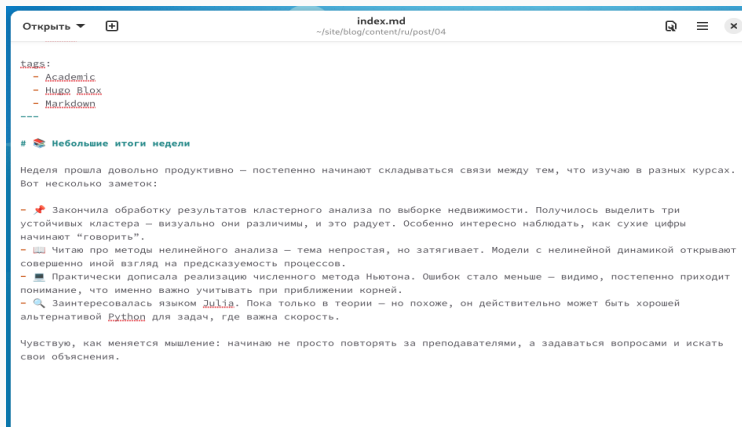 Открыть
index.md
~/site/blog/content/ru/post/04
tags:
- Academic
- Hugo Blox
- Markdown
---
# 📚 Небольшие итоги недели
Неделя прошла довольно продуктивно — постепенно начинают складываться связи между тем, что изучаю в разных курсах.
Вот несколько заметок:
- 📌 Закончила обработку результатов кластерного анализа по выборке недвижимости. Получилось выделить три
устойчивых кластера — визуально они различимы, и это радует. Особенно интересно наблюдать, как сухие цифры
начинают “говорить”.
- 📖 Читаю про методы нелинейного анализа — тема непростая, но затягивает. Модели с нелинейной динамикой открывают
совершенно иной взгляд на предсказуемость процессов.
- 💻 Практически дописала реализацию численного метода Ньютона. Ошибок стало меньше — видимо, постепенно приходит
понимание, что именно важно учитывать при приближении корней.
- 🔍 Заинтересовалась языком Julia. Пока только в теории — но похоже, он действительно может быть хорошей
альтернативой Python для задач, где важна скорость.
Чувствую, как меняется мышление: начинаю не просто повторять за преподавателями, а задаваться вопросами и искать
свои объяснения.